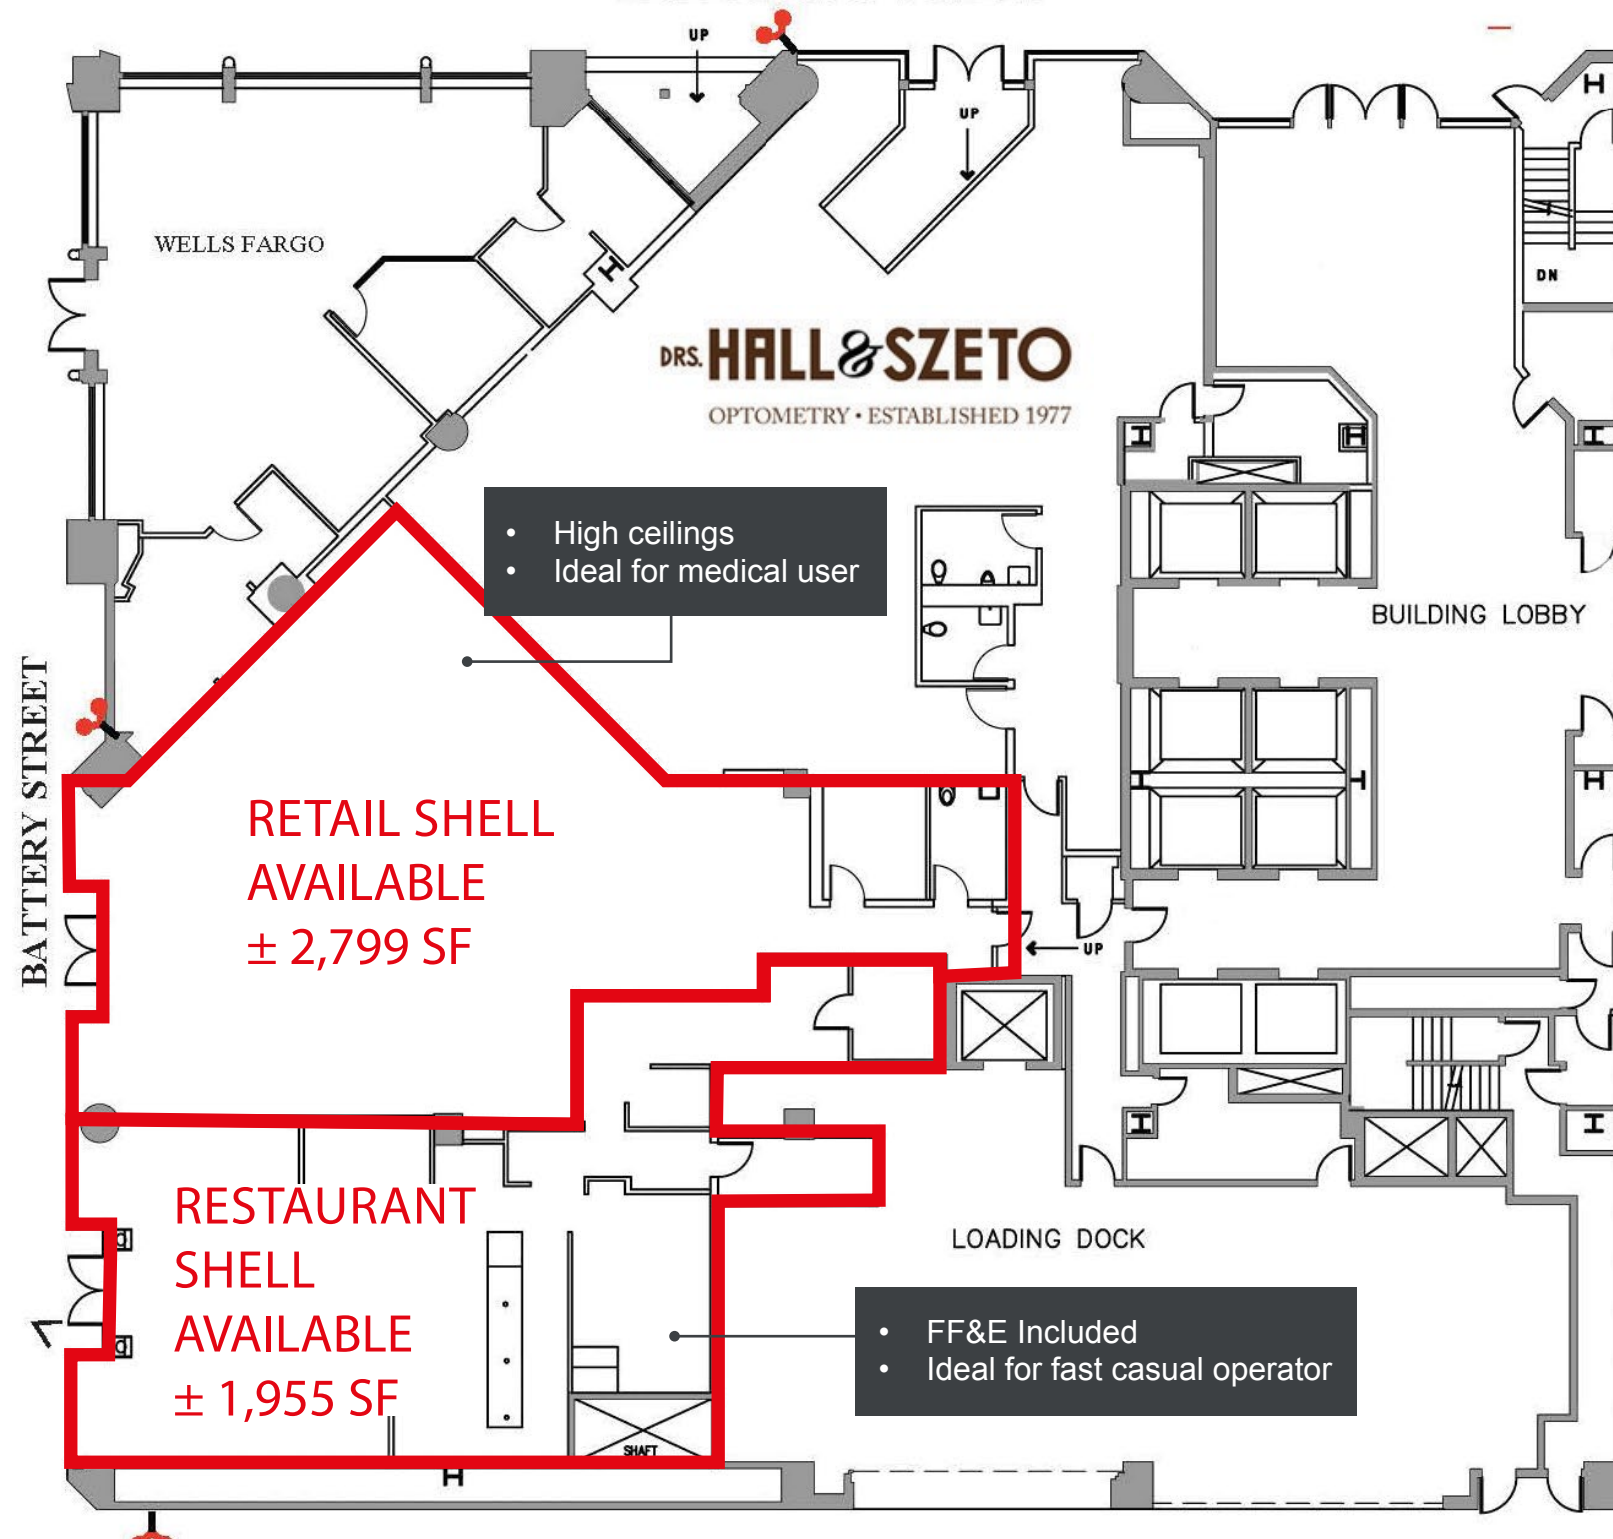 UP
UP
WELLS FARGO
DN
DRS. HALL & SZETO
OPTOMETRY • ESTABLISHED 1977
• High ceilings
• Ideal for medical user
BUILDING LOBBY
BATTERY STREET
RETAIL SHELL
AVAILABLE
± 2,799 SF
UP
RESTAURANT
SHELL
AVAILABLE
± 1,955 SF
LOADING DOCK
• FF&E Included
• Ideal for fast casual operator
SHAFT